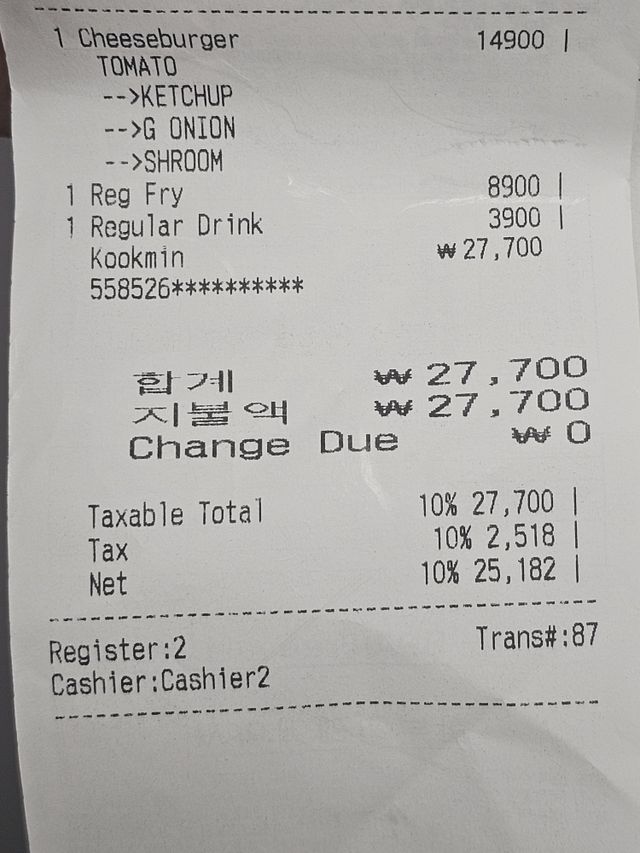 1 Cheeseburger 14900 |
TOMATO
-->KETCHUP
-->G ONION
-->SHROOM
1 Reg Fry 8900 |
1 Regular Drink 3900 |
Kookmin ₩27,700
558526**********
합계 ₩27,700
지불액 ₩27,700
Change Due ₩0
Taxable Total 10% 27,700 |
Tax 10% 2,518 |
Net 10% 25,182 |
Register:2 Trans#:87
Cashier:Cashier2